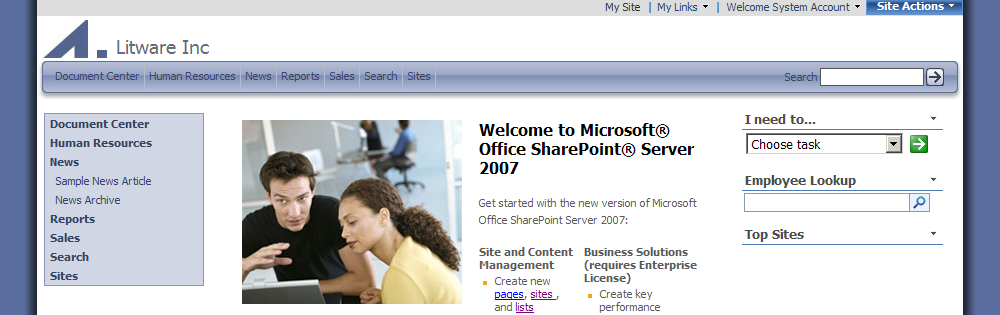 My Site | My Links | Welcome System Account | Site Actions
Litware Inc
Document Center Human Resources News Reports Sales Search Sites Search
Document Center
Human Resources
News
Sample News Article
News Archive
Reports
Sales
Search
Sites
Welcome to Microsoft®
Office SharePoint® Server
2007
Get started with the new version of Microsoft
Office SharePoint Server 2007:
Site and Content
Management
Create new
pages, sites ,
and lists
Business Solutions
(requires Enterprise
License)
Create key
performance
I need to...
Choose task
Employee Lookup
Top Sites